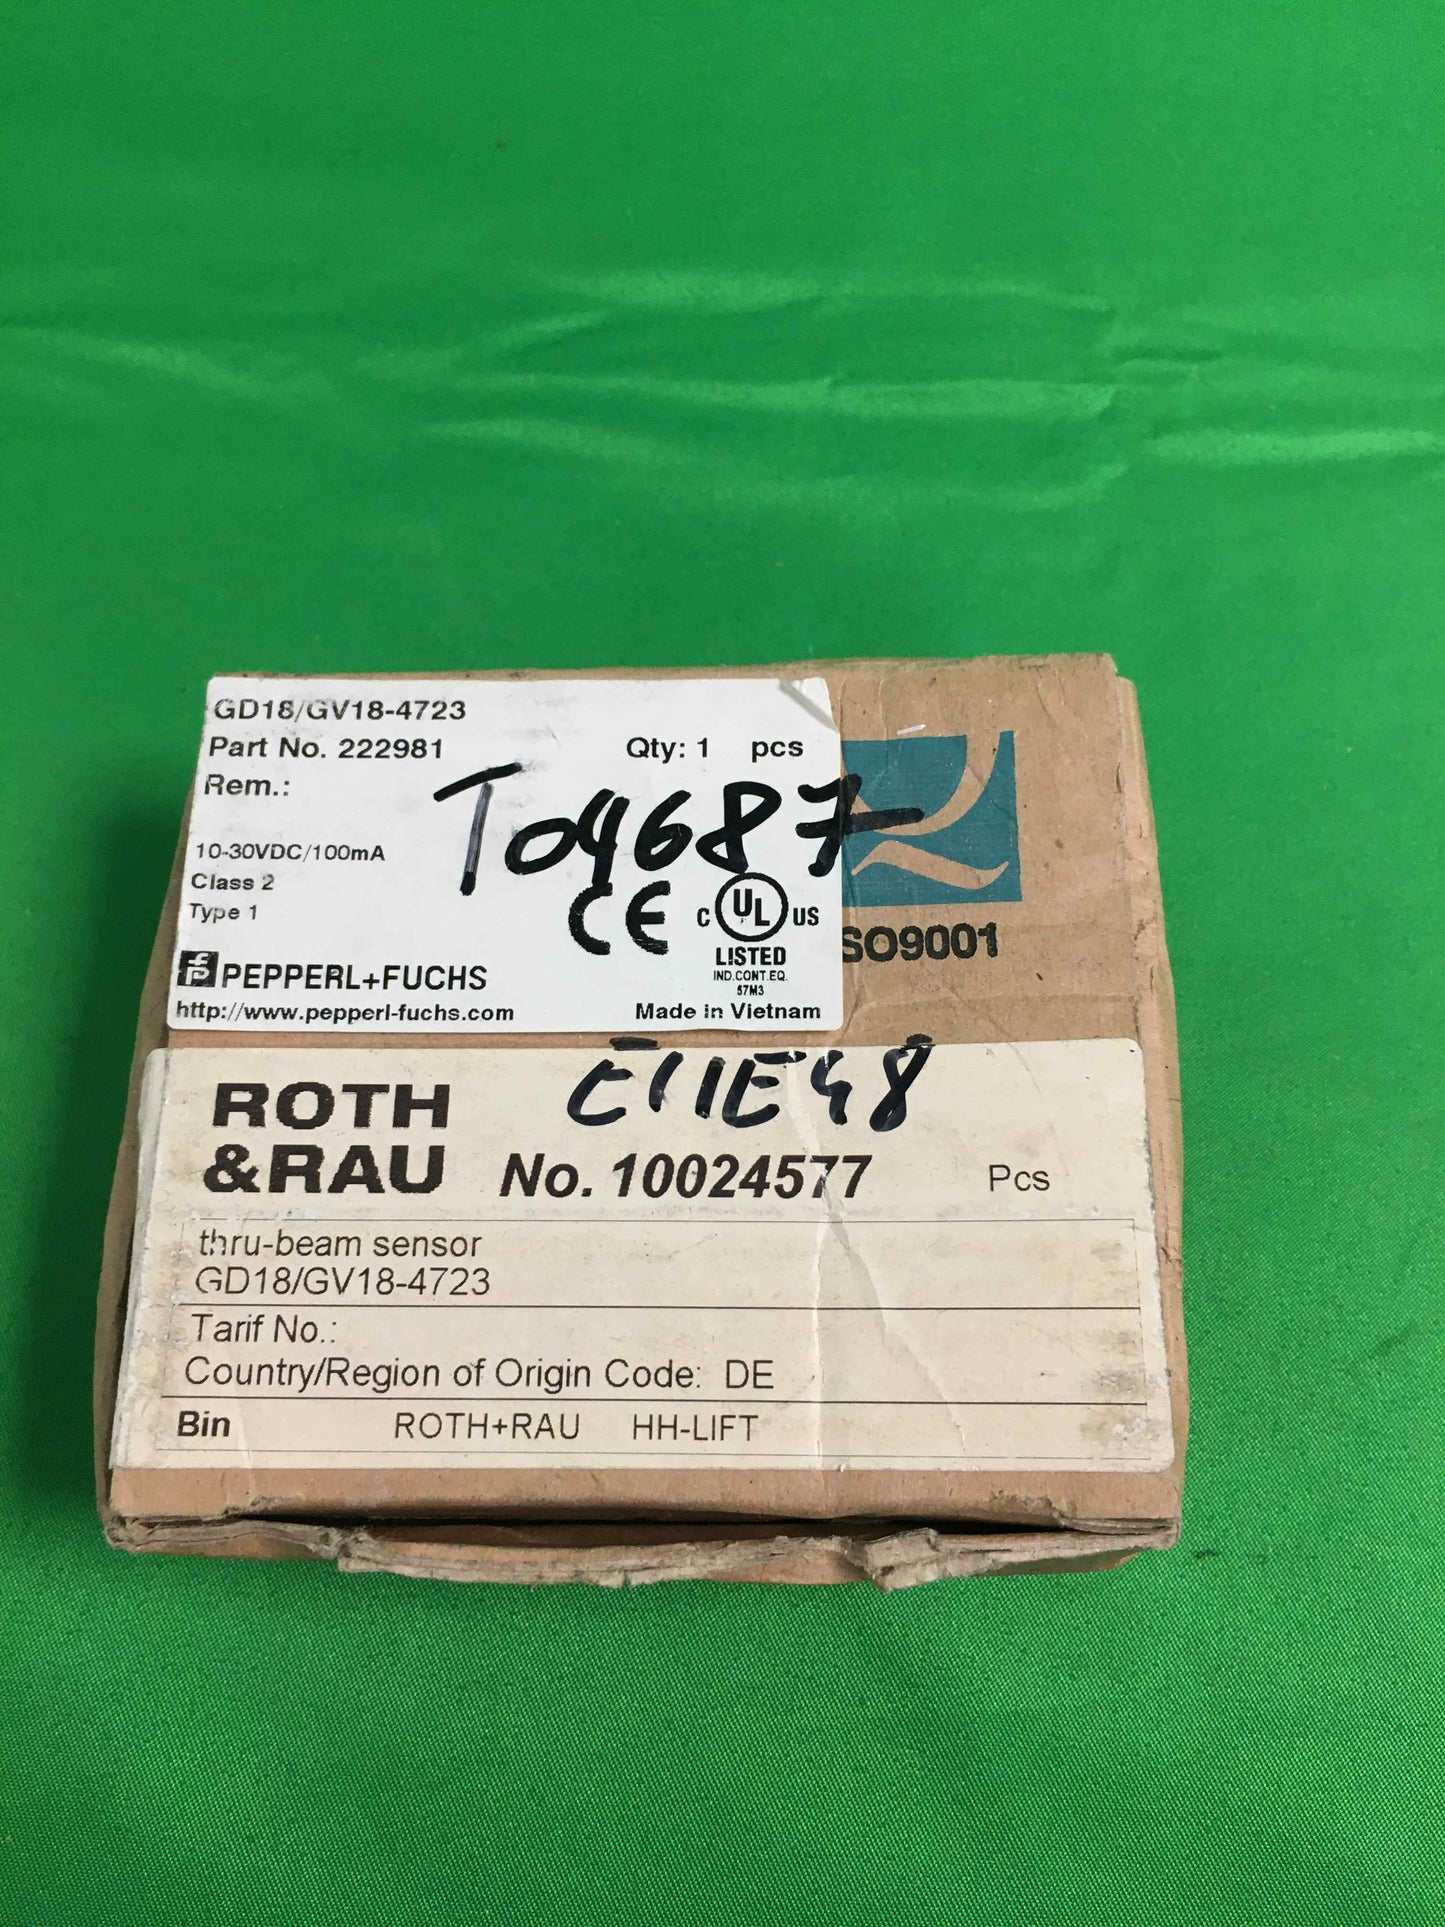 GD18/GV18-4723
Part No. 222981 Qty: 1 pcs
Rem.:
T04687
10-30VDC/100mA
Class 2
Type 1
CE
C UL US
LISTED
IND.CONT.EQ.
57M3
PEPPERL+FUCHS
http://www.pepperl-fuchs.com Made in Vietnam
SO9001
ROTH
&RAU
No. 10024577 Pcs
thru-beam sensor
GD18/GV18-4723
Tarif No.:
Country/Region of Origin Code: DE
Bin ROTH+RAU HH-LIFT